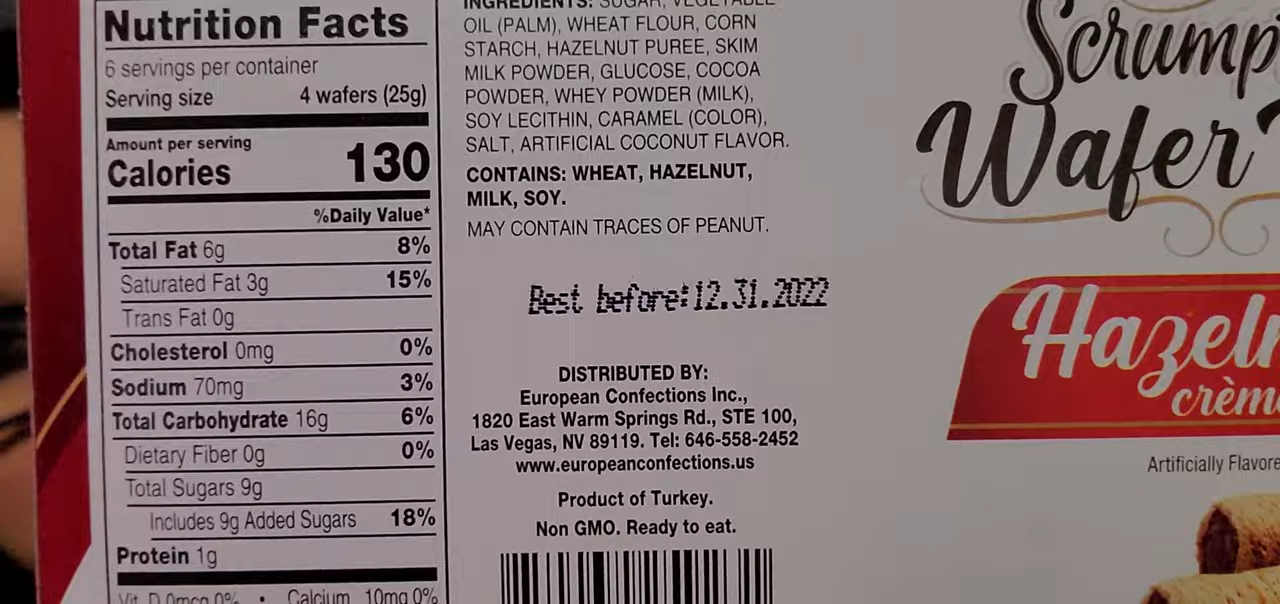 Nutrition Facts
6 servings per container
Serving size 4 wafers (25g)
Amount per serving
Calories 130
%Daily Value*
Total Fat 6g 8%
Saturated Fat 3g 15%
Trans Fat 0g
Cholesterol 0mg 0%
Sodium 70mg 3%
Total Carbohydrate 16g 6%
Dietary Fiber 0g 0%
Total Sugars 9g
Includes 9g Added Sugars 18%
Protein 1g
Vit. D 0mcg 0% • Calcium 10mg 0%
INGREDIENTS: SUGAR, VEGETABLE
OIL (PALM), WHEAT FLOUR, CORN
STARCH, HAZELNUT PUREE, SKIM
MILK POWDER, GLUCOSE, COCOA
POWDER, WHEY POWDER (MILK),
SOY LECITHIN, CARAMEL (COLOR),
SALT, ARTIFICIAL COCONUT FLAVOR.
CONTAINS: WHEAT, HAZELNUT,
MILK, SOY.
MAY CONTAIN TRACES OF PEANUT.
Best before:12.31.2022
DISTRIBUTED BY:
European Confections Inc.,
1820 East Warm Springs Rd., STE 100,
Las Vegas, NV 89119. Tel: 646-558-2452
www.europeanconfections.us
Product of Turkey.
Non GMO. Ready to eat.
Scrump
Wafer
Hazeln
crème
Artificially Flavore